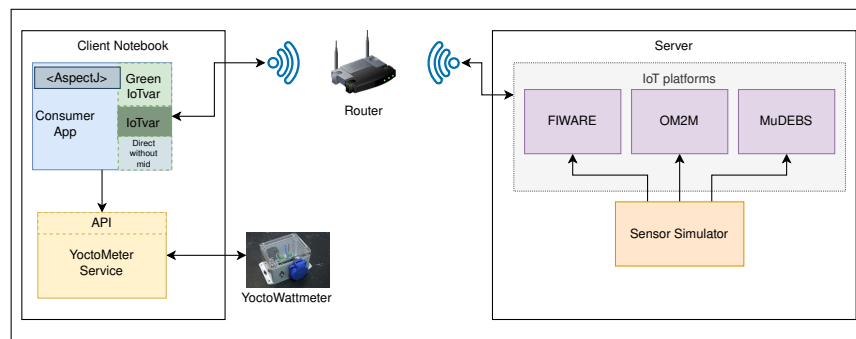 Client Notebook
<AspectJ>
Green
IoTvar
Consumer
App
IoTvar
Direct
without
mid
API
YoctoMeter
Service
YoctoWattmeter
Router
Server
IoT platforms
FIWARE
OM2M
MuDEBS
Sensor Simulator